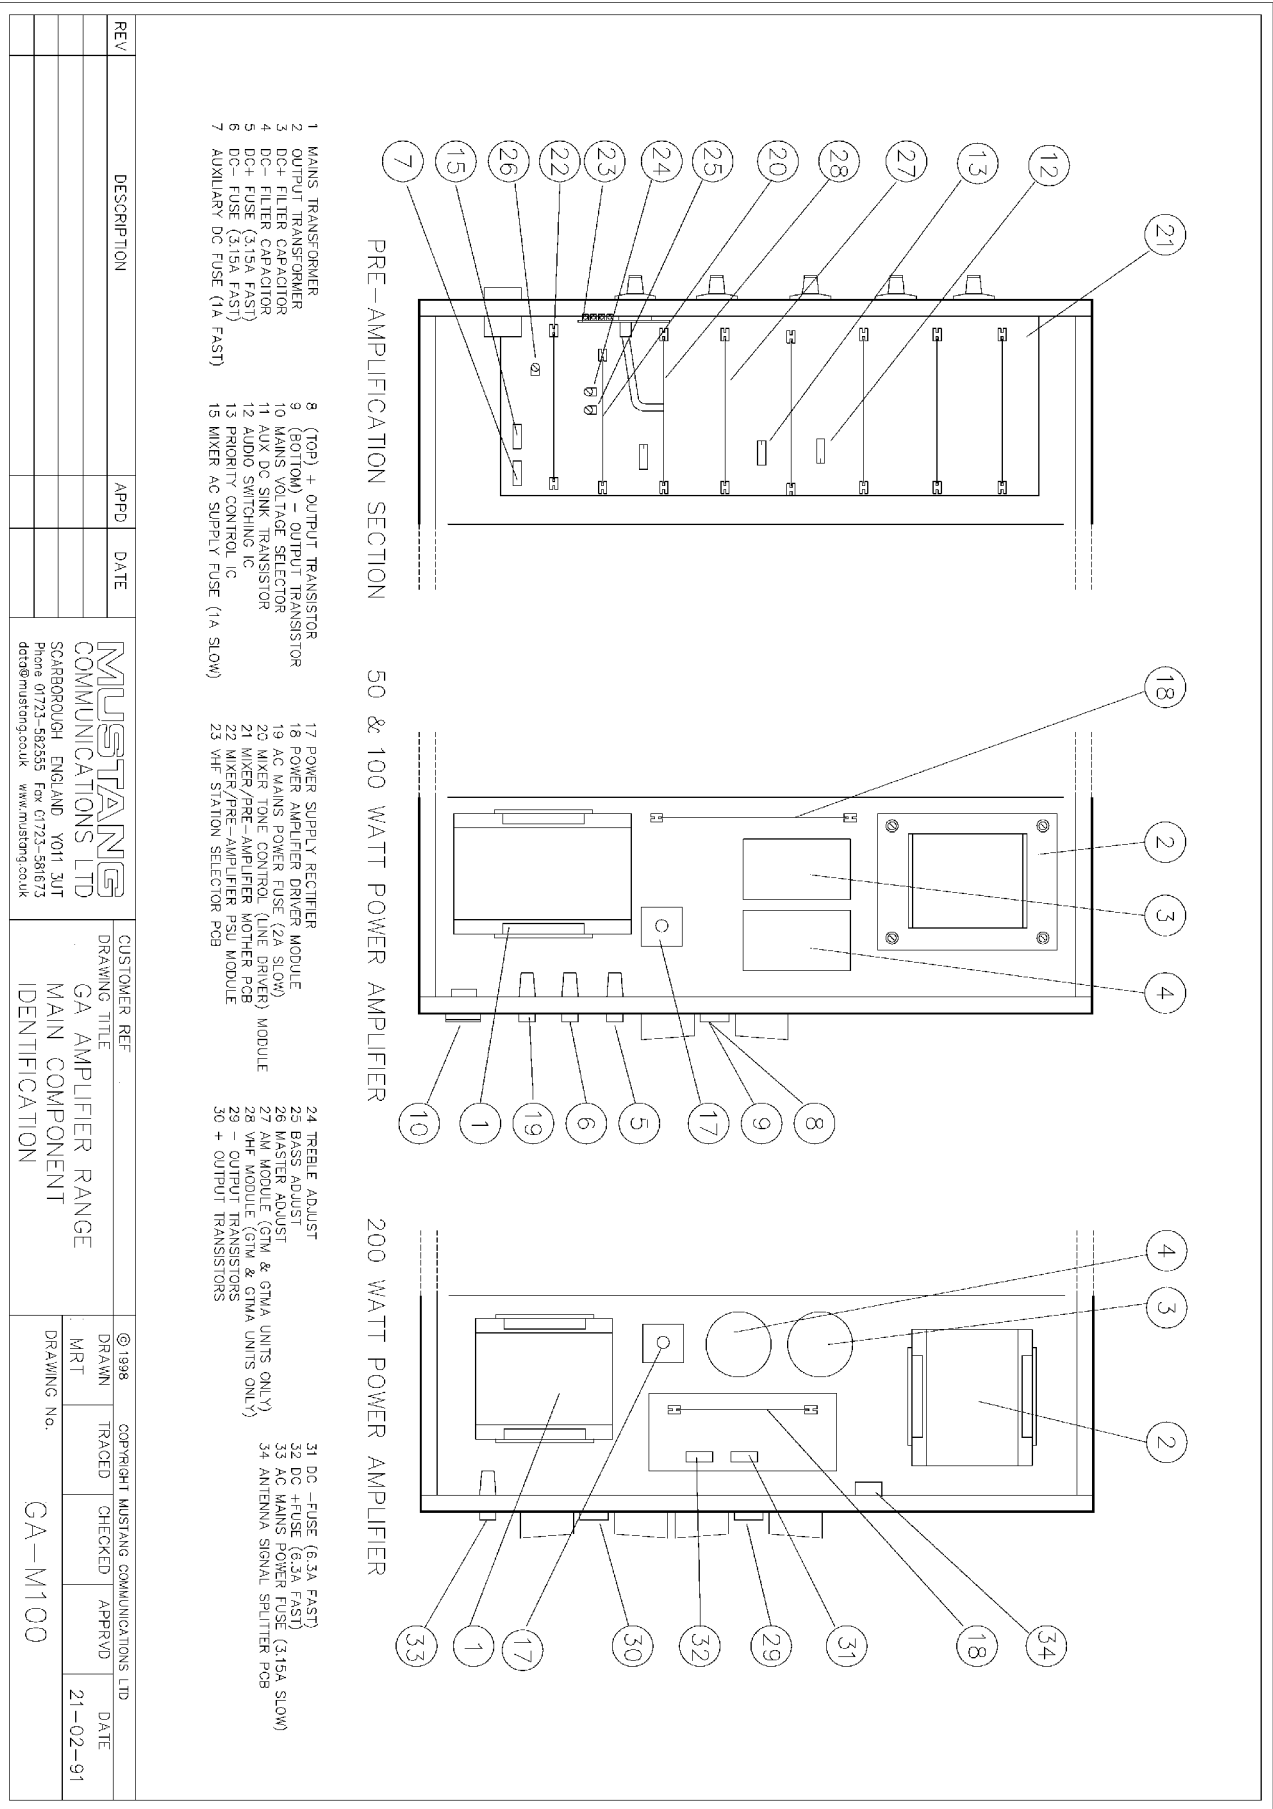 21
12
13
27
28
20
25
24
23
22
26
15
7
PRE-AMPLIFICATION SECTION
18
2
3
4
8
9
17
5
6
19
1
10
50 & 100 WATT POWER AMPLIFIER
4
3
2
34
18
31
29
32
30
17
1
33
200 WATT POWER AMPLIFIER
1 MAINS TRANSFORMER
2 OUTPUT TRANSFORMER
3 DC+ FILTER CAPACITOR
4 DC- FILTER CAPACITOR
5 DC+ FUSE (3.15A FAST)
6 DC- FUSE (3.15A FAST)
7 AUXILIARY DC FUSE (1A FAST)
8 (TOP) + OUTPUT TRANSISTOR
9 (BOTTOM) - OUTPUT TRANSISTOR
10 MAINS VOLTAGE SELECTOR
11 AUX DC SINK TRANSISTOR
12 AUDIO SWITCHING IC
13 PRIORITY CONTROL IC
15 MIXER AC SUPPLY FUSE (1A SLOW)
17 POWER SUPPLY RECTIFIER
18 POWER AMPLIFIER DRIVER MODULE
19 AC MAINS POWER FUSE (2A SLOW)
20 MIXER TONE CONTROL (LINE DRIVER) MODULE
21 MIXER/PRE-AMPLIFIER MOTHER PCB
22 MIXER/PRE-AMPLIFIER PSU MODULE
23 VHF STATION SELECTOR PCB
24 TREBLE ADJUST
25 BASS ADJUST
26 MASTER ADJUST
27 AM MODULE (GTM & GTMA UNITS ONLY)
28 VHF MODULE (GTM & GTMA UNITS ONLY)
29 - OUTPUT TRANSISTORS
30 + OUTPUT TRANSISTORS
31 DC -FUSE (6.3A FAST)
32 DC +FUSE (6.3A FAST)
33 AC MAINS POWER FUSE (3.15A SLOW)
34 ANTENNA SIGNAL SPLITTER PCB
REV DESCRIPTION APPD DATE
MUSTANG
COMMUNICATIONS LTD
SCARBOROUGH ENGLAND YO11 3UT
Phone 01723-582555 Fax 01723-581673
data@mustang.co.uk www.mustang.co.uk
CUSTOMER REF
DRAWING TITLE
GA AMPLIFIER RANGE
MAIN COMPONENT
IDENTIFICATION
©1998 COPYRIGHT MUSTANG COMMUNICATIONS LTD
DRAWN TRACED CHECKED APPRVD DATE
MRT 21-02-91
DRAWING No. GA-M100